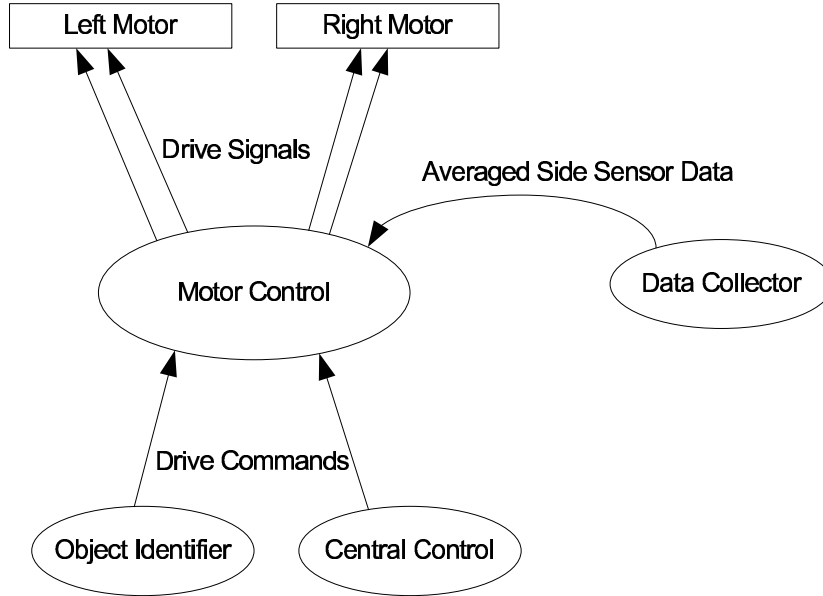 Left Motor
Right Motor
Drive Signals
Averaged Side Sensor Data
Motor Control
Data Collector
Drive Commands
Object Identifier
Central Control